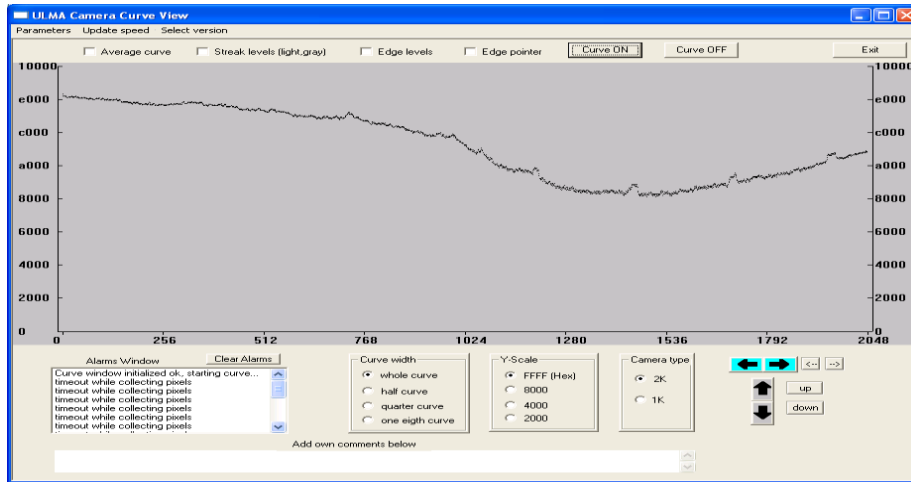 ULMA Camera Curve View
Parameters Update speed Select version
Average curve Streak levels (light,gray) Edge levels Edge pointer Curve ON Curve OFF Exit
10000 10000
e000 e000
c000 c000
a000 a000
8000 8000
6000 6000
4000 4000
2000 2000
0 0
0 256 512 768 1024 1280 1536 1792 2048
Alarms Window Clear Alarms Curve width Y-Scale Camera type
Curve window initialized ok, starting curve... whole curve FFFF (Hex) 2K <-- -->
timeout while collecting pixels
timeout while collecting pixels half curve 8000 up
timeout while collecting pixels quarter curve 4000 1K down
timeout while collecting pixels one eigth curve 2000
timeout while collecting pixels
Add own comments below